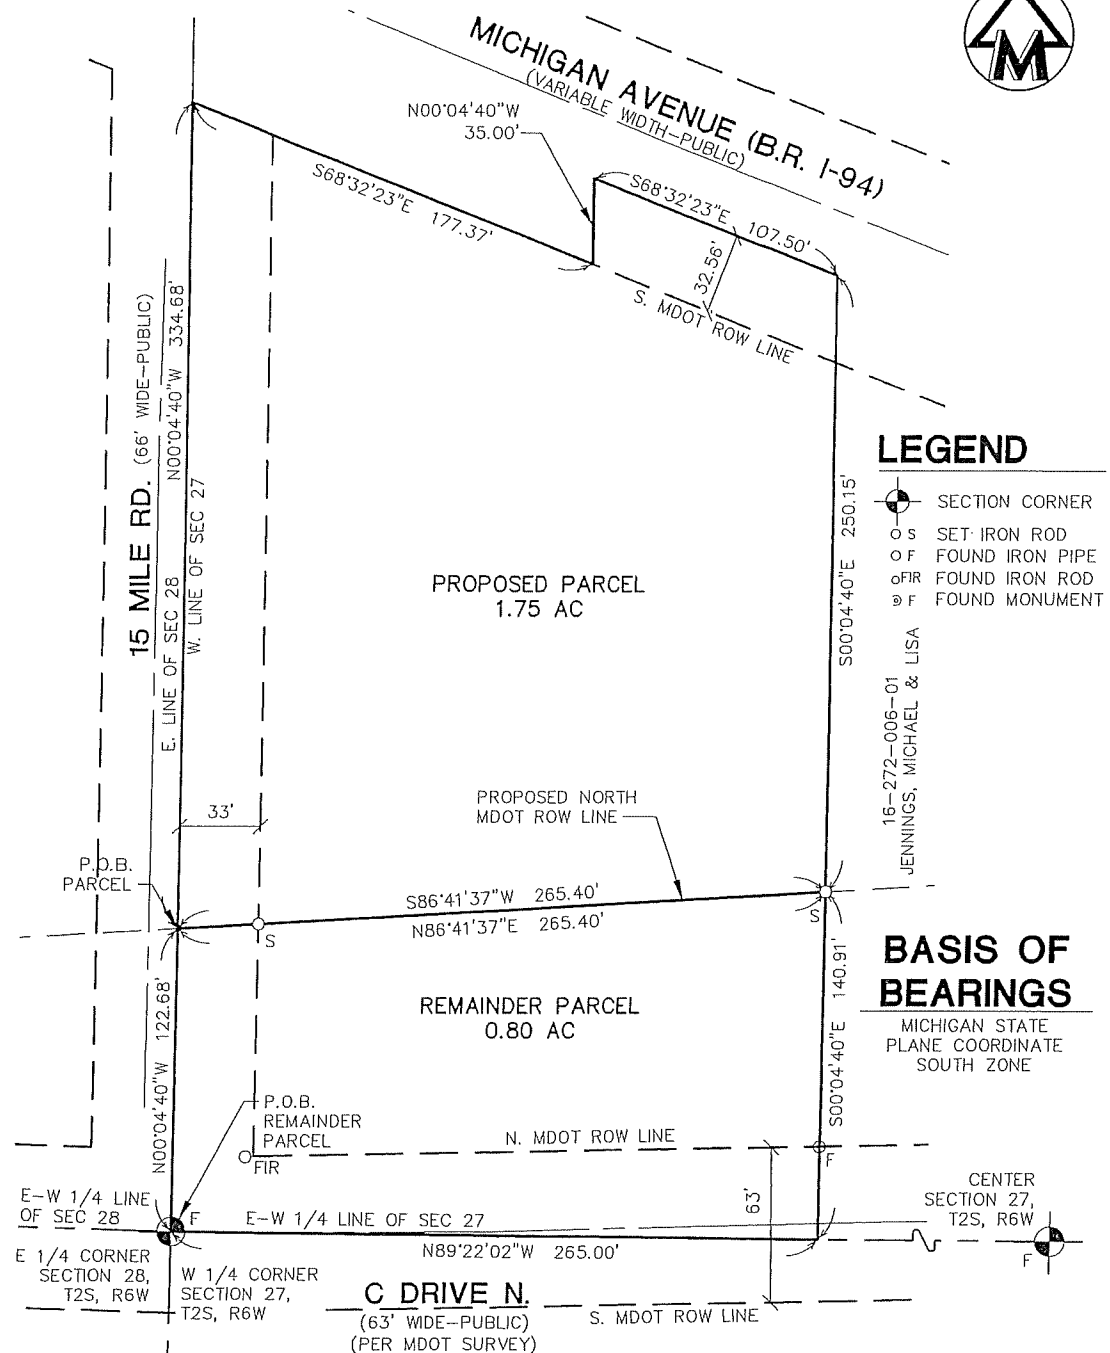 M
MICHIGAN AVENUE (B.R. I-94)
(VARIABLE WIDTH-PUBLIC)
N00°04'40"W
35.00'
S68°32'23"E 177.37'
S68°32'23"E 107.50'
32.56'
S. MDOT ROW LINE
15 MILE RD. (66' WIDE-PUBLIC)
E. LINE OF SEC 28
N00°04'40"W 334.68'
W. LINE OF SEC 27
PROPOSED PARCEL
1.75 AC
S00°04'40"E 250.15'
LEGEND
SECTION CORNER
S SET IRON ROD
F FOUND IRON PIPE
FIR FOUND IRON ROD
F FOUND MONUMENT
16-272-006-01
JENNINGS, MICHAEL & LISA
33'
PROPOSED NORTH
MDOT ROW LINE
P.O.B.
PARCEL
S86°41'37"W 265.40'
N86°41'37"E 265.40'
S
S
BASIS OF
BEARINGS
MICHIGAN STATE
PLANE COORDINATE
SOUTH ZONE
REMAINDER PARCEL
0.80 AC
N00°04'40"W 122.68'
S00°04'40"E 140.91'
P.O.B.
REMAINDER
PARCEL
FIR
N. MDOT ROW LINE
F
63'
E-W 1/4 LINE
OF SEC 28
F
E-W 1/4 LINE OF SEC 27
CENTER
SECTION 27,
T2S, R6W
F
N89°22'02"W 265.00'
E 1/4 CORNER
SECTION 28,
T2S, R6W
W 1/4 CORNER
SECTION 27,
T2S, R6W
C DRIVE N.
(63' WIDE-PUBLIC)
(PER MDOT SURVEY)
S. MDOT ROW LINE